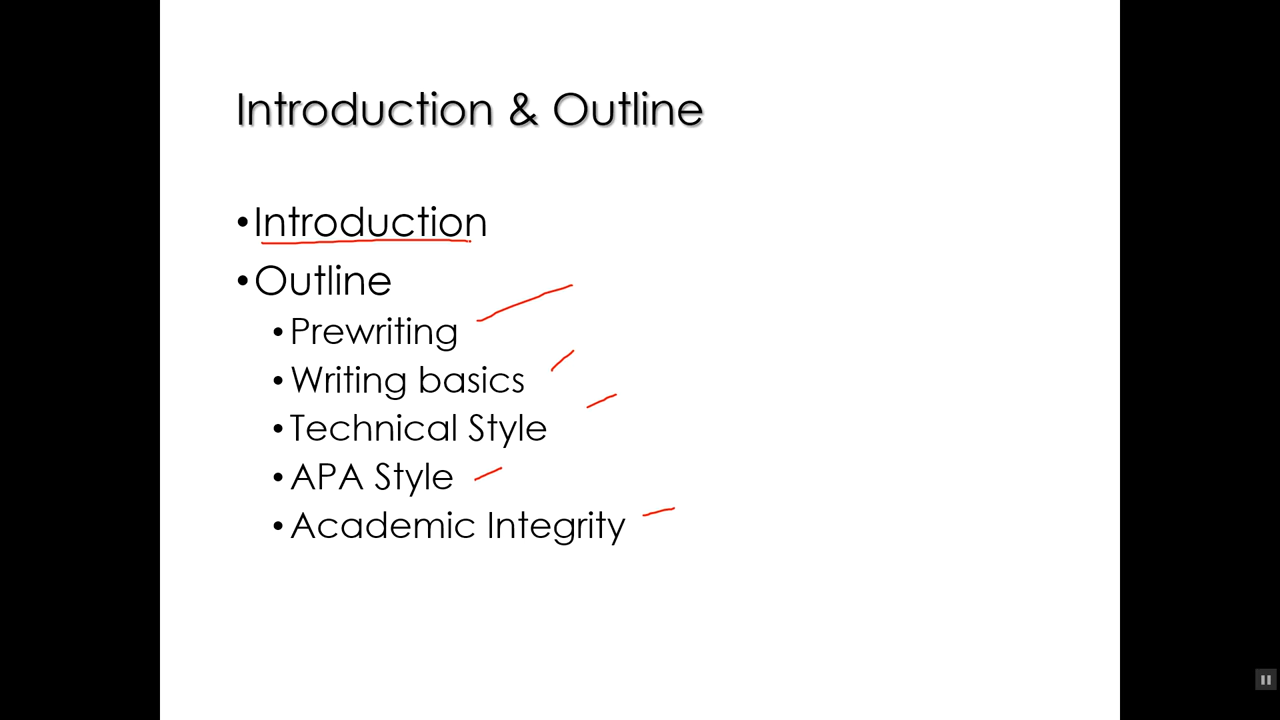 Introduction & Outline
•Introduction
•Outline
•Prewriting
•Writing basics
•Technical Style
•APA Style
•Academic Integrity